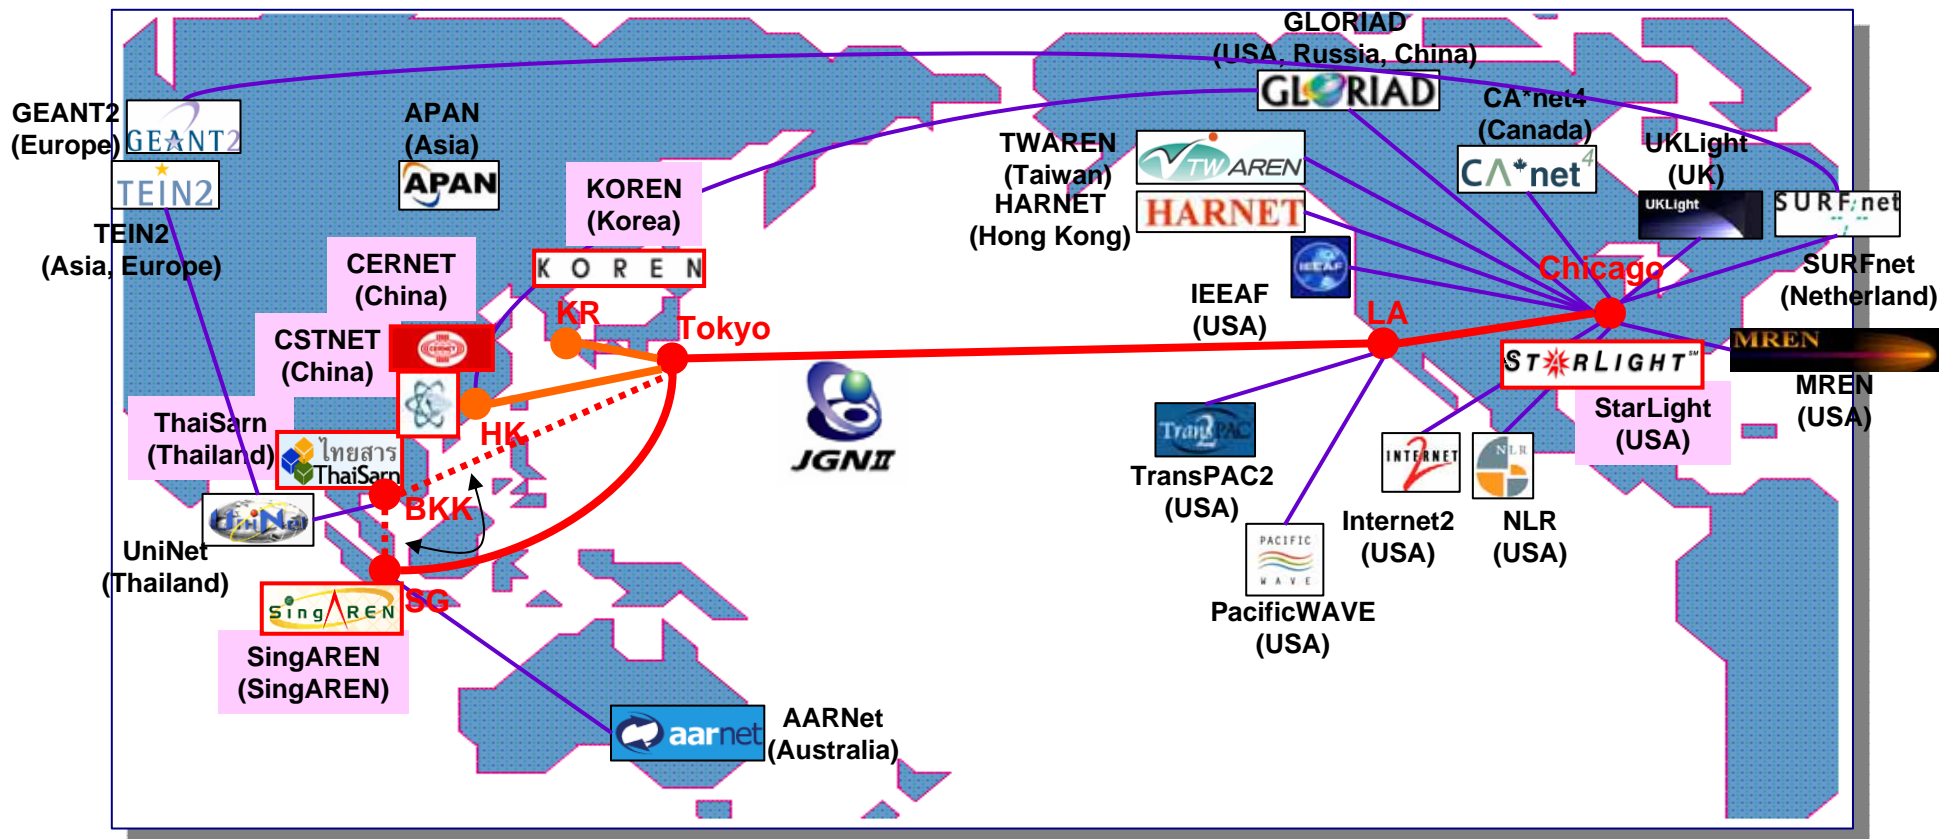 GLORIAD
(USA, Russia, China)
GLORIAD
GEANT2
(Europe)
GEANT2
APAN
(Asia)
APAN
CA*net4
(Canada)
CA*net4
TWAREN
(Taiwan)
TWAREN
UKLight
(UK)
UKLight
TEIN2
TEIN2
(Asia, Europe)
KOREN
(Korea)
KOREN
HARNET
(Hong Kong)
HARNET
SURFnet
SURFnet
(Netherland)
CERNET
(China)
CERNET
IEEAF
IEEAF
(USA)
Chicago
KR
Tokyo
LA
CSTNET
(China)
STARLIGHT SM
StarLight
(USA)
MREN
MREN
(USA)
ThaiSarn
(Thailand)
ไทยสาร
ThaiSarn
HK
JGNII
TransPAC2
TransPAC2
(USA)
INTERNET2
Internet2
(USA)
NLR
NLR
(USA)
BKK
UniNet
UniNet
(Thailand)
PACIFIC
WAVE
PacificWAVE
(USA)
SG
SingAREN
SingAREN
(SingAREN)
aarnet
AARNet
(Australia)